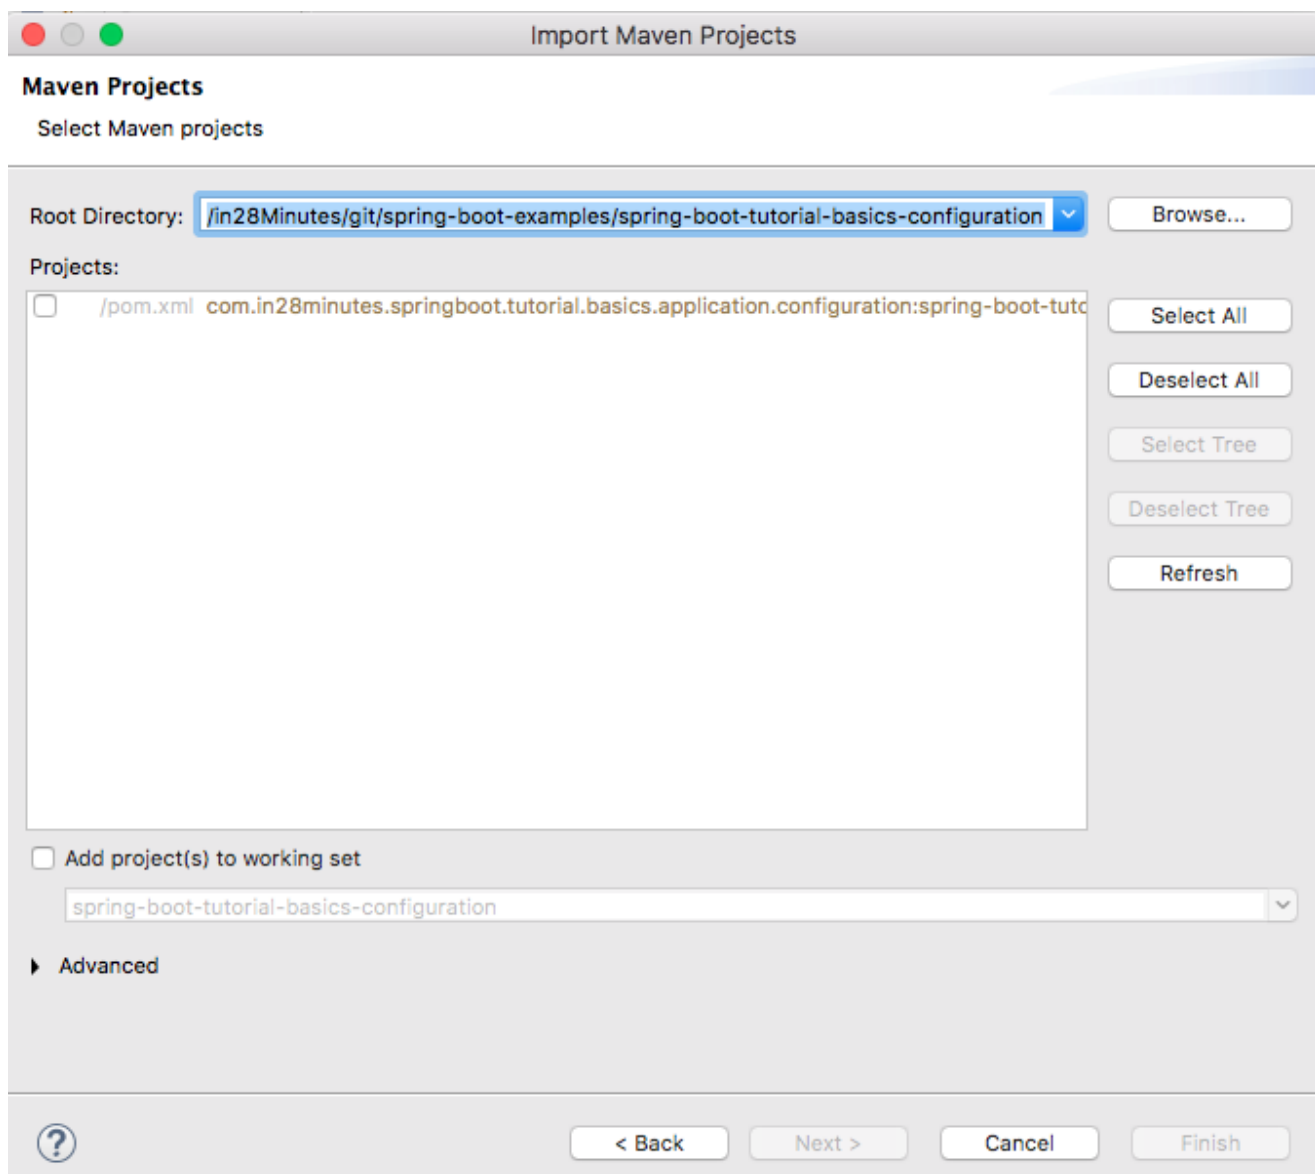 Import Maven Projects
Maven Projects
Select Maven projects
Root Directory: /in28Minutes/git/spring-boot-examples/spring-boot-tutorial-basics-configuration Browse...
Projects:
/pom.xml com.in28minutes.springboot.tutorial.basics.application.configuration:spring-boot-tuto
Select All
Deselect All
Select Tree
Deselect Tree
Refresh
Add project(s) to working set
spring-boot-tutorial-basics-configuration
Advanced
? < Back Next > Cancel Finish